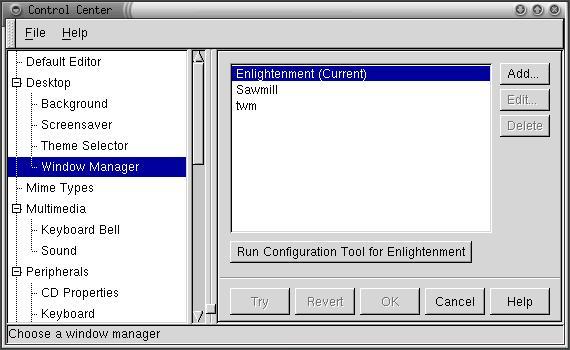 Control Center
File Help
Default Editor
Desktop
Background
Screensaver
Theme Selector
Window Manager
Mime Types
Multimedia
Keyboard Bell
Sound
Peripherals
CD Properties
Keyboard
Enlightenment (Current)
Sawmill
twm
Add...
Edit...
Delete
Run Configuration Tool for Enlightenment
Try Revert OK Cancel Help
Choose a window manager